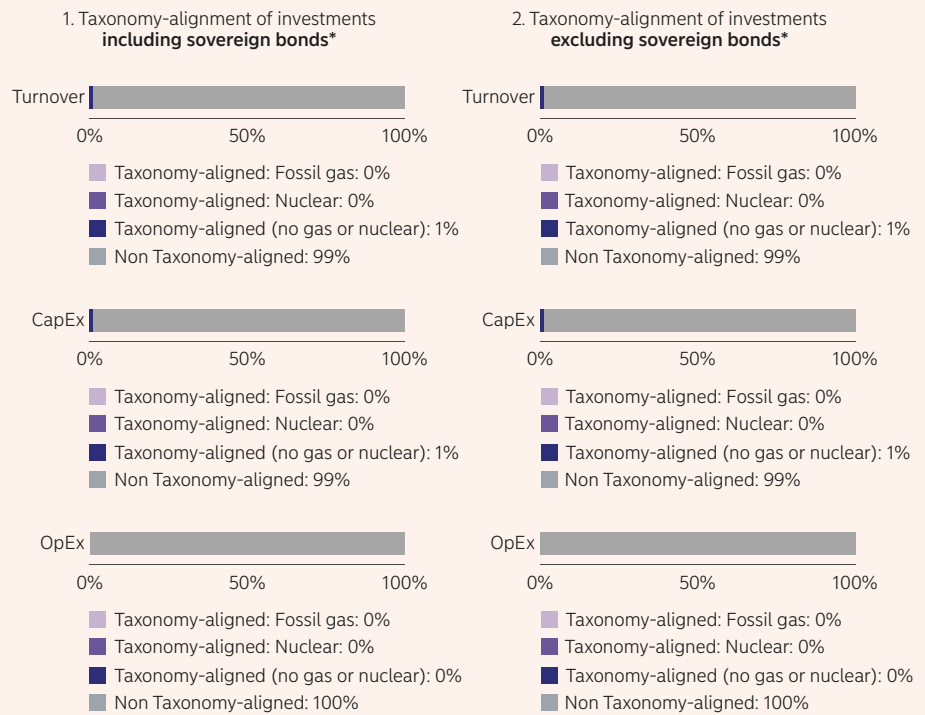 1. Taxonomy-alignment of investments
including sovereign bonds*
Turnover
0% 50% 100%
Taxonomy-aligned: Fossil gas: 0%
Taxonomy-aligned: Nuclear: 0%
Taxonomy-aligned (no gas or nuclear): 1%
Non Taxonomy-aligned: 99%
CapEx
0% 50% 100%
Taxonomy-aligned: Fossil gas: 0%
Taxonomy-aligned: Nuclear: 0%
Taxonomy-aligned (no gas or nuclear): 1%
Non Taxonomy-aligned: 99%
OpEx
0% 50% 100%
Taxonomy-aligned: Fossil gas: 0%
Taxonomy-aligned: Nuclear: 0%
Taxonomy-aligned (no gas or nuclear): 0%
Non Taxonomy-aligned: 100%
2. Taxonomy-alignment of investments
excluding sovereign bonds*
Turnover
0% 50% 100%
Taxonomy-aligned: Fossil gas: 0%
Taxonomy-aligned: Nuclear: 0%
Taxonomy-aligned (no gas or nuclear): 1%
Non Taxonomy-aligned: 99%
CapEx
0% 50% 100%
Taxonomy-aligned: Fossil gas: 0%
Taxonomy-aligned: Nuclear: 0%
Taxonomy-aligned (no gas or nuclear): 1%
Non Taxonomy-aligned: 99%
OpEx
0% 50% 100%
Taxonomy-aligned: Fossil gas: 0%
Taxonomy-aligned: Nuclear: 0%
Taxonomy-aligned (no gas or nuclear): 0%
Non Taxonomy-aligned: 100%